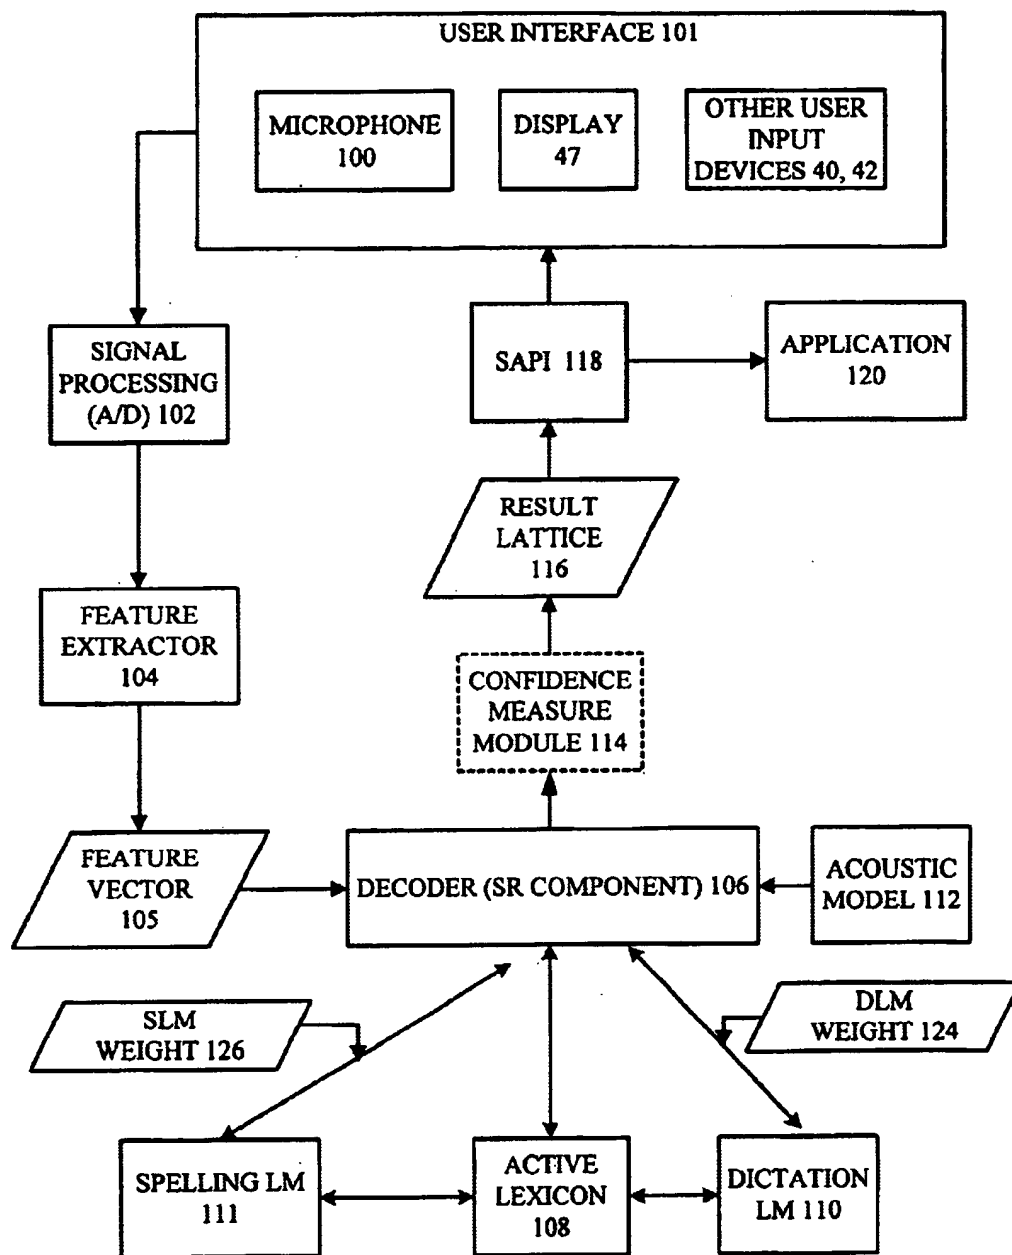 USER INTERFACE 101
MICROPHONE
100
DISPLAY
47
OTHER USER
INPUT
DEVICES 40, 42
SIGNAL
PROCESSING
(A/D) 102
SAPI 118
APPLICATION
120
RESULT
LATTICE
116
FEATURE
EXTRACTOR
104
CONFIDENCE
MEASURE
MODULE 114
FEATURE
VECTOR
105
DECODER (SR COMPONENT) 106
ACOUSTIC
MODEL 112
SLM
WEIGHT 126
DLM
WEIGHT 124
SPELLING LM
111
ACTIVE
LEXICON
108
DICTATION
LM 110